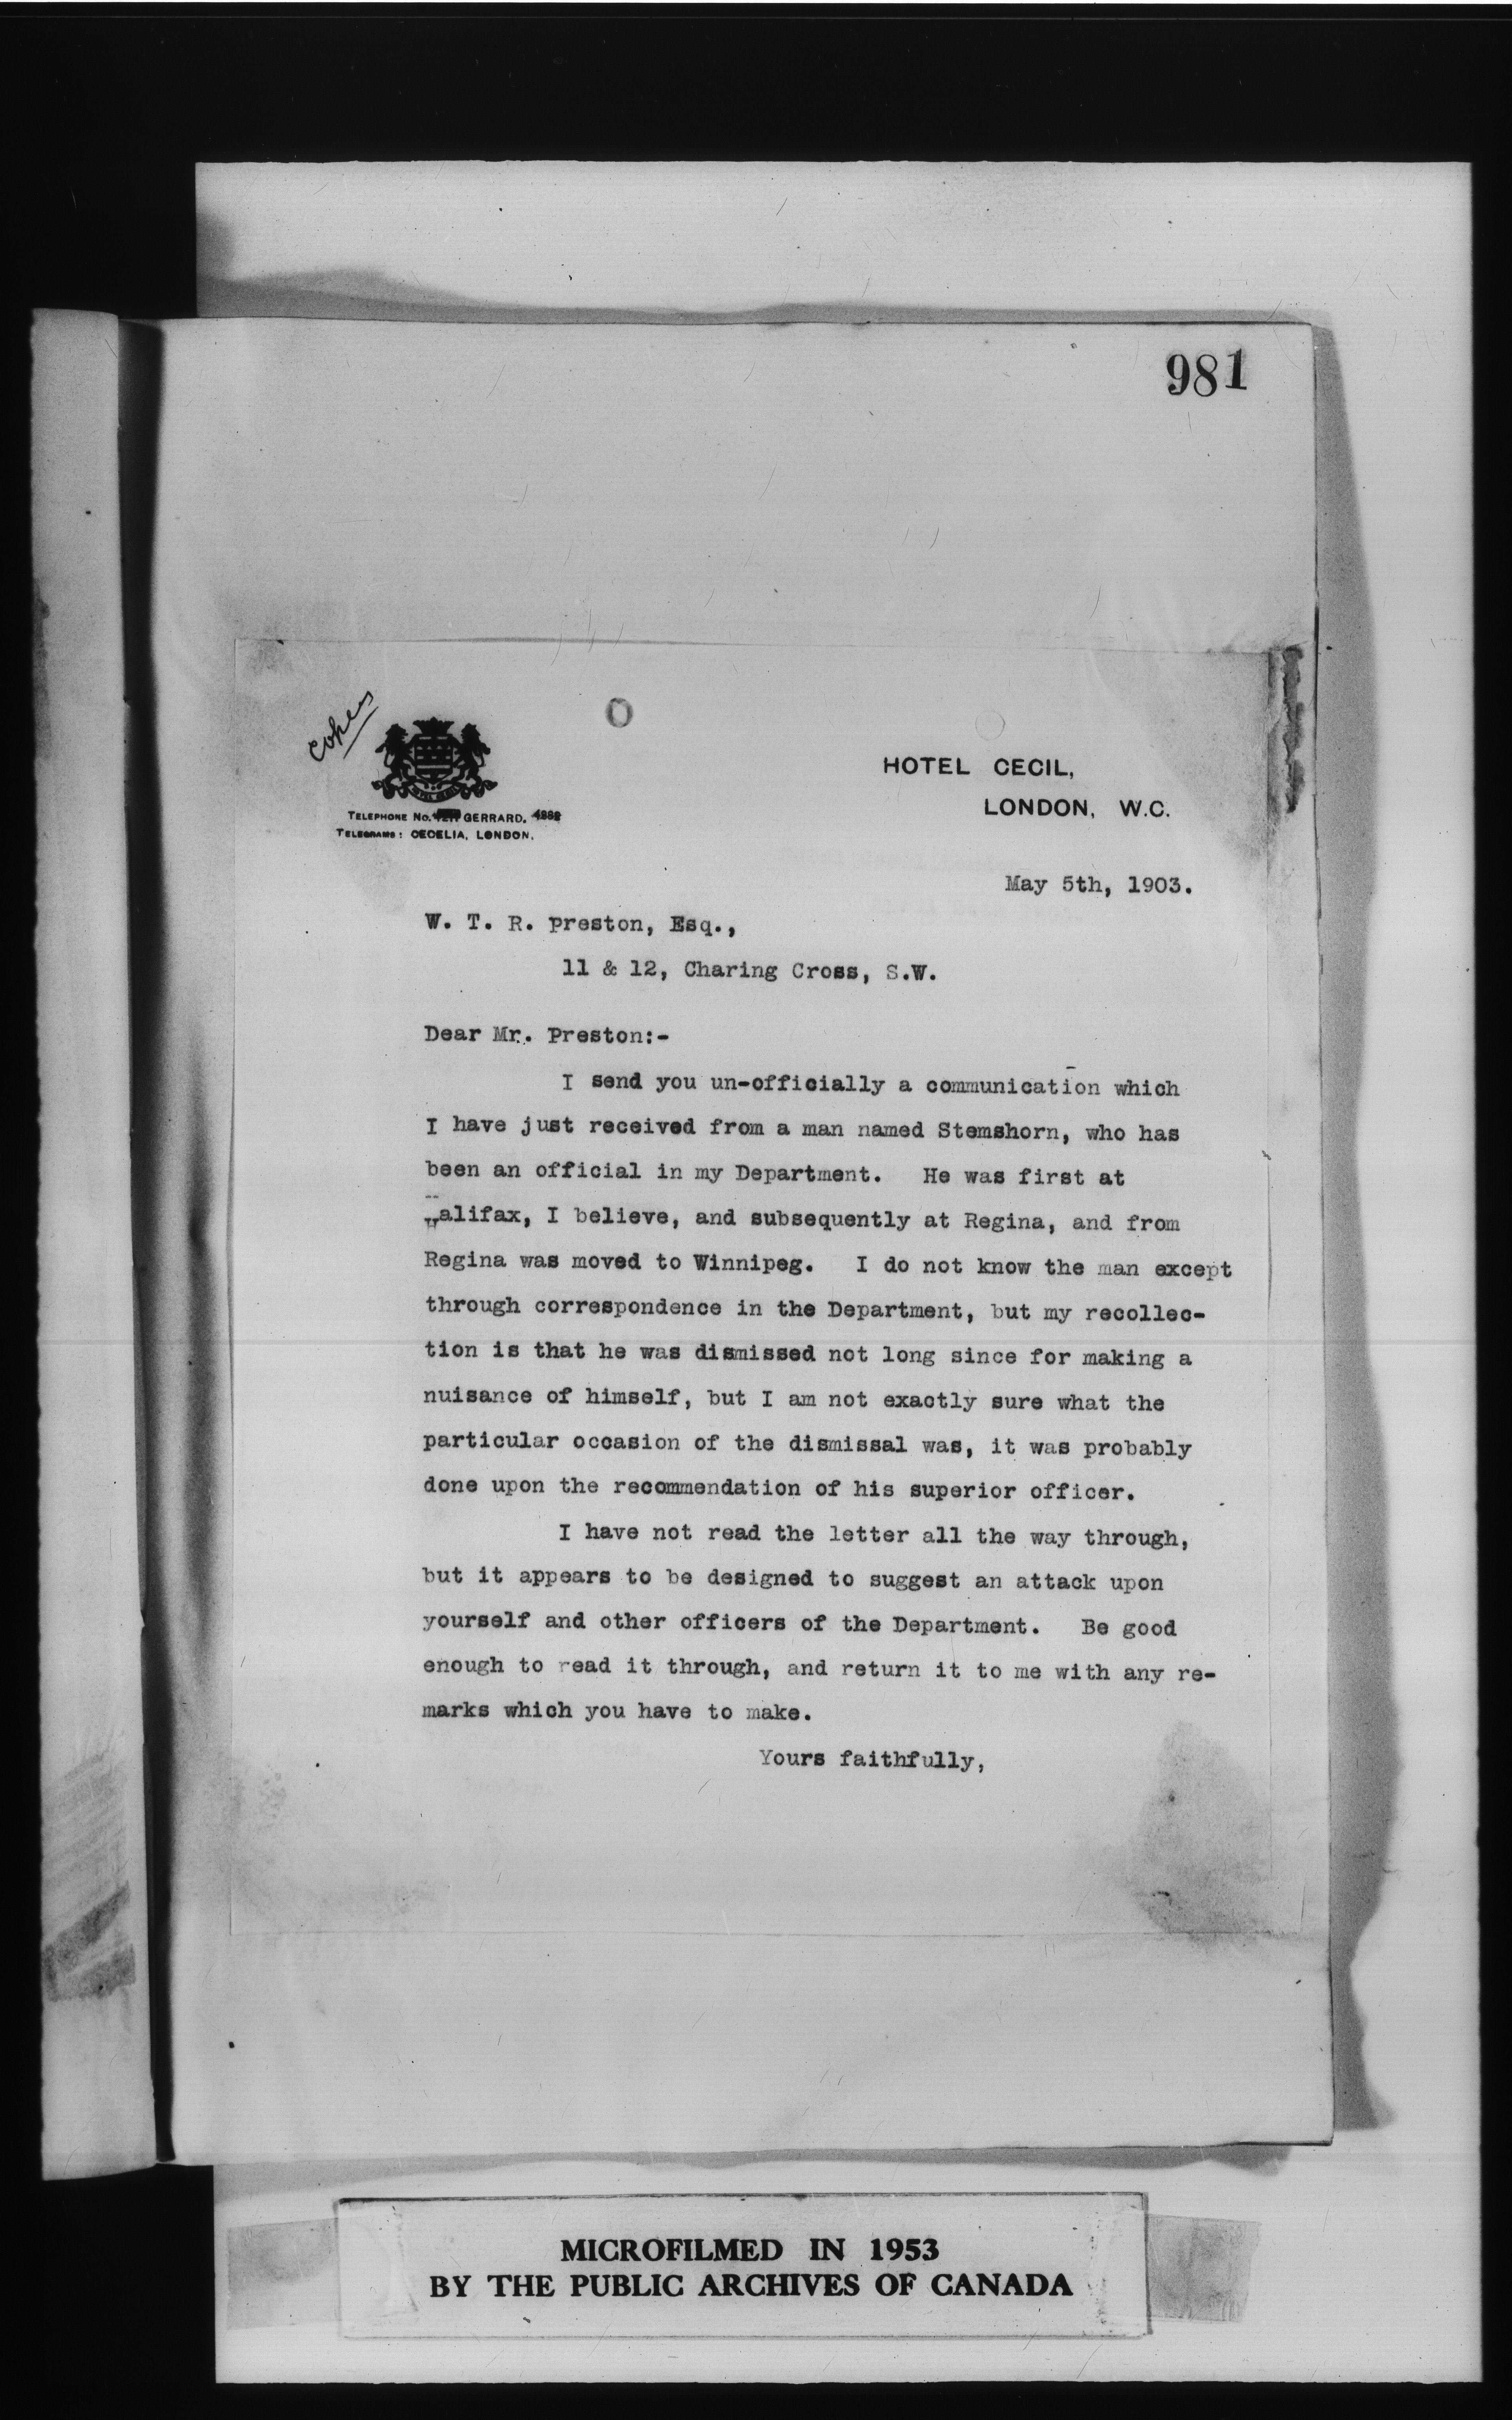 981
HOTEL CECIL,
LONDON, W.C.
TELEPHONE No. GERRARD. 4882
TELEGRAMS: CECELIA, LONDON.
May 5th, 1903.
W. T. R. Preston, Esq.,
11 & 12, Charing Cross, S.W.
Dear Mr. Preston:-
I send you un-officially a communication which
I have just received from a man named Stemshorn, who has
been an official in my Department. He was first at
Halifax, I believe, and subsequently at Regina, and from
Regina was moved to Winnipeg. I do not know the man except
through correspondence in the Department, but my recollec-
tion is that he was dismissed not long since for making a
nuisance of himself, but I am not exactly sure what the
particular occasion of the dismissal was, it was probably
done upon the recommendation of his superior officer.
I have not read the letter all the way through,
but it appears to be designed to suggest an attack upon
yourself and other officers of the Department. Be good
enough to read it through, and return it to me with any re-
marks which you have to make.
Yours faithfully,
MICROFILMED IN 1953
BY THE PUBLIC ARCHIVES OF CANADA